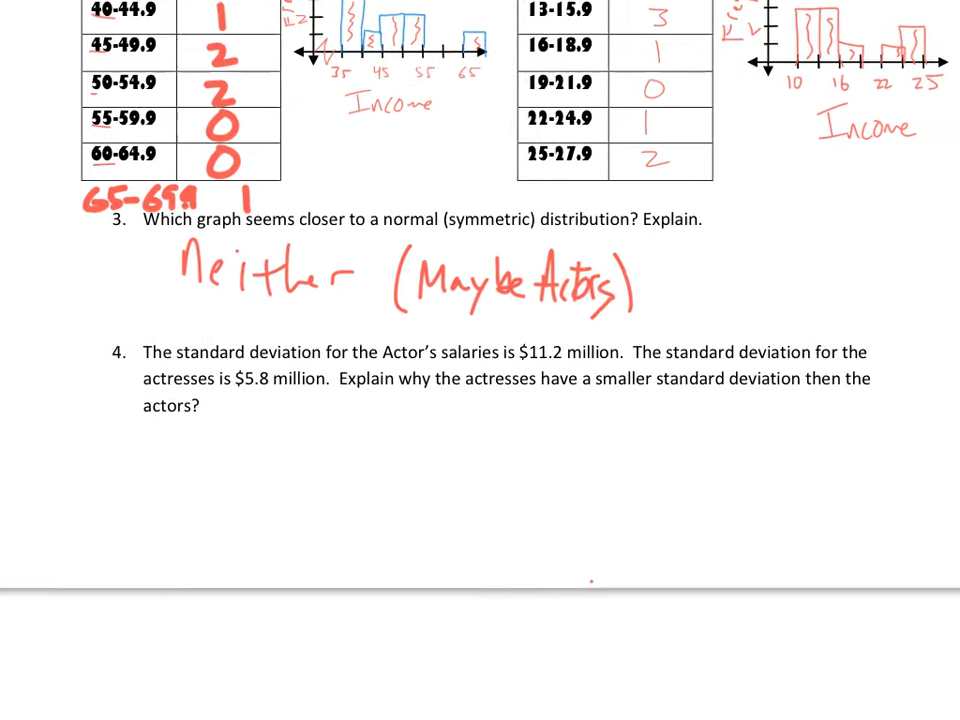 40-44.9 1
45-49.9 2
50-54.9 2
55-59.9 0
60-64.9 0
65-69.9 1
2
35 45 55 65
Income
13-15.9 3
16-18.9 1
19-21.9 0
22-24.9 1
25-27.9 2
10 16 22 25
Income
3. Which graph seems closer to a normal (symmetric) distribution? Explain.
Neither (Maybe Actors)
4. The standard deviation for the Actor's salaries is $11.2 million. The standard deviation for the
actresses is $5.8 million. Explain why the actresses have a smaller standard deviation then the
actors?